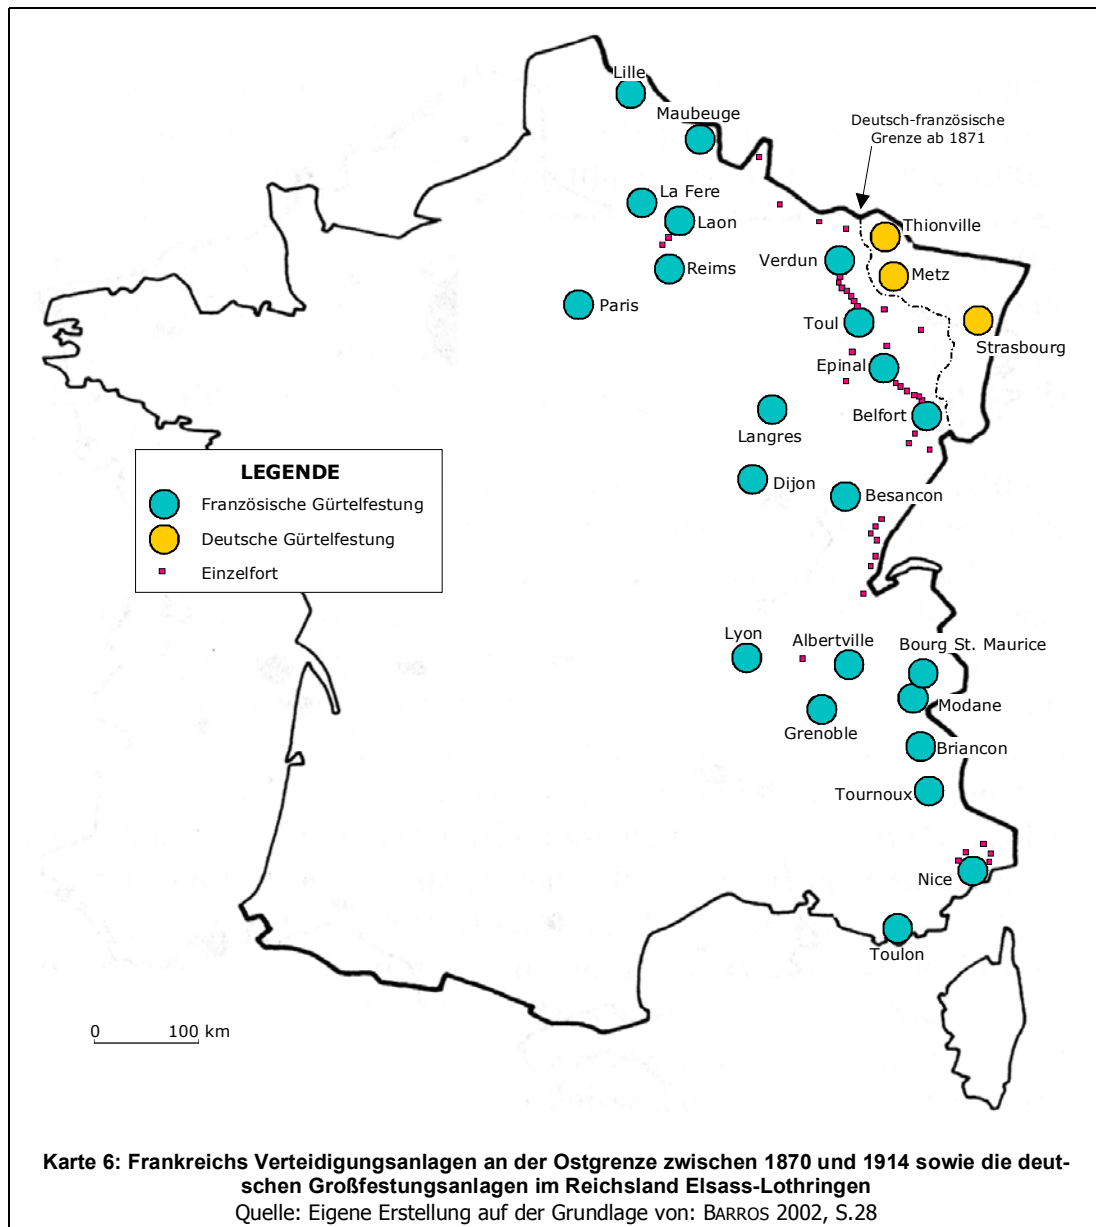 Lille
Maubeuge
Deutsch-französische
Grenze ab 1871
La Fere
Laon
Thionville
Verdun
Reims
Metz
Paris
Toul
Strasbourg
Epinal
Langres
Belfort
LEGENDE
Französische Gürtelfestung
Deutsche Gürtelfestung
Einzelfort
Dijon
Besancon
Lyon
Albertville
Bourg St. Maurice
Modane
Grenoble
Briancon
Tournoux
Nice
Toulon
0 100 km
Karte 6: Frankreichs Verteidigungsanlagen an der Ostgrenze zwischen 1870 und 1914 sowie die deut-
schen Großfestungsanlagen im Reichsland Elsass-Lothringen
Quelle: Eigene Erstellung auf der Grundlage von: BARROS 2002, S.28